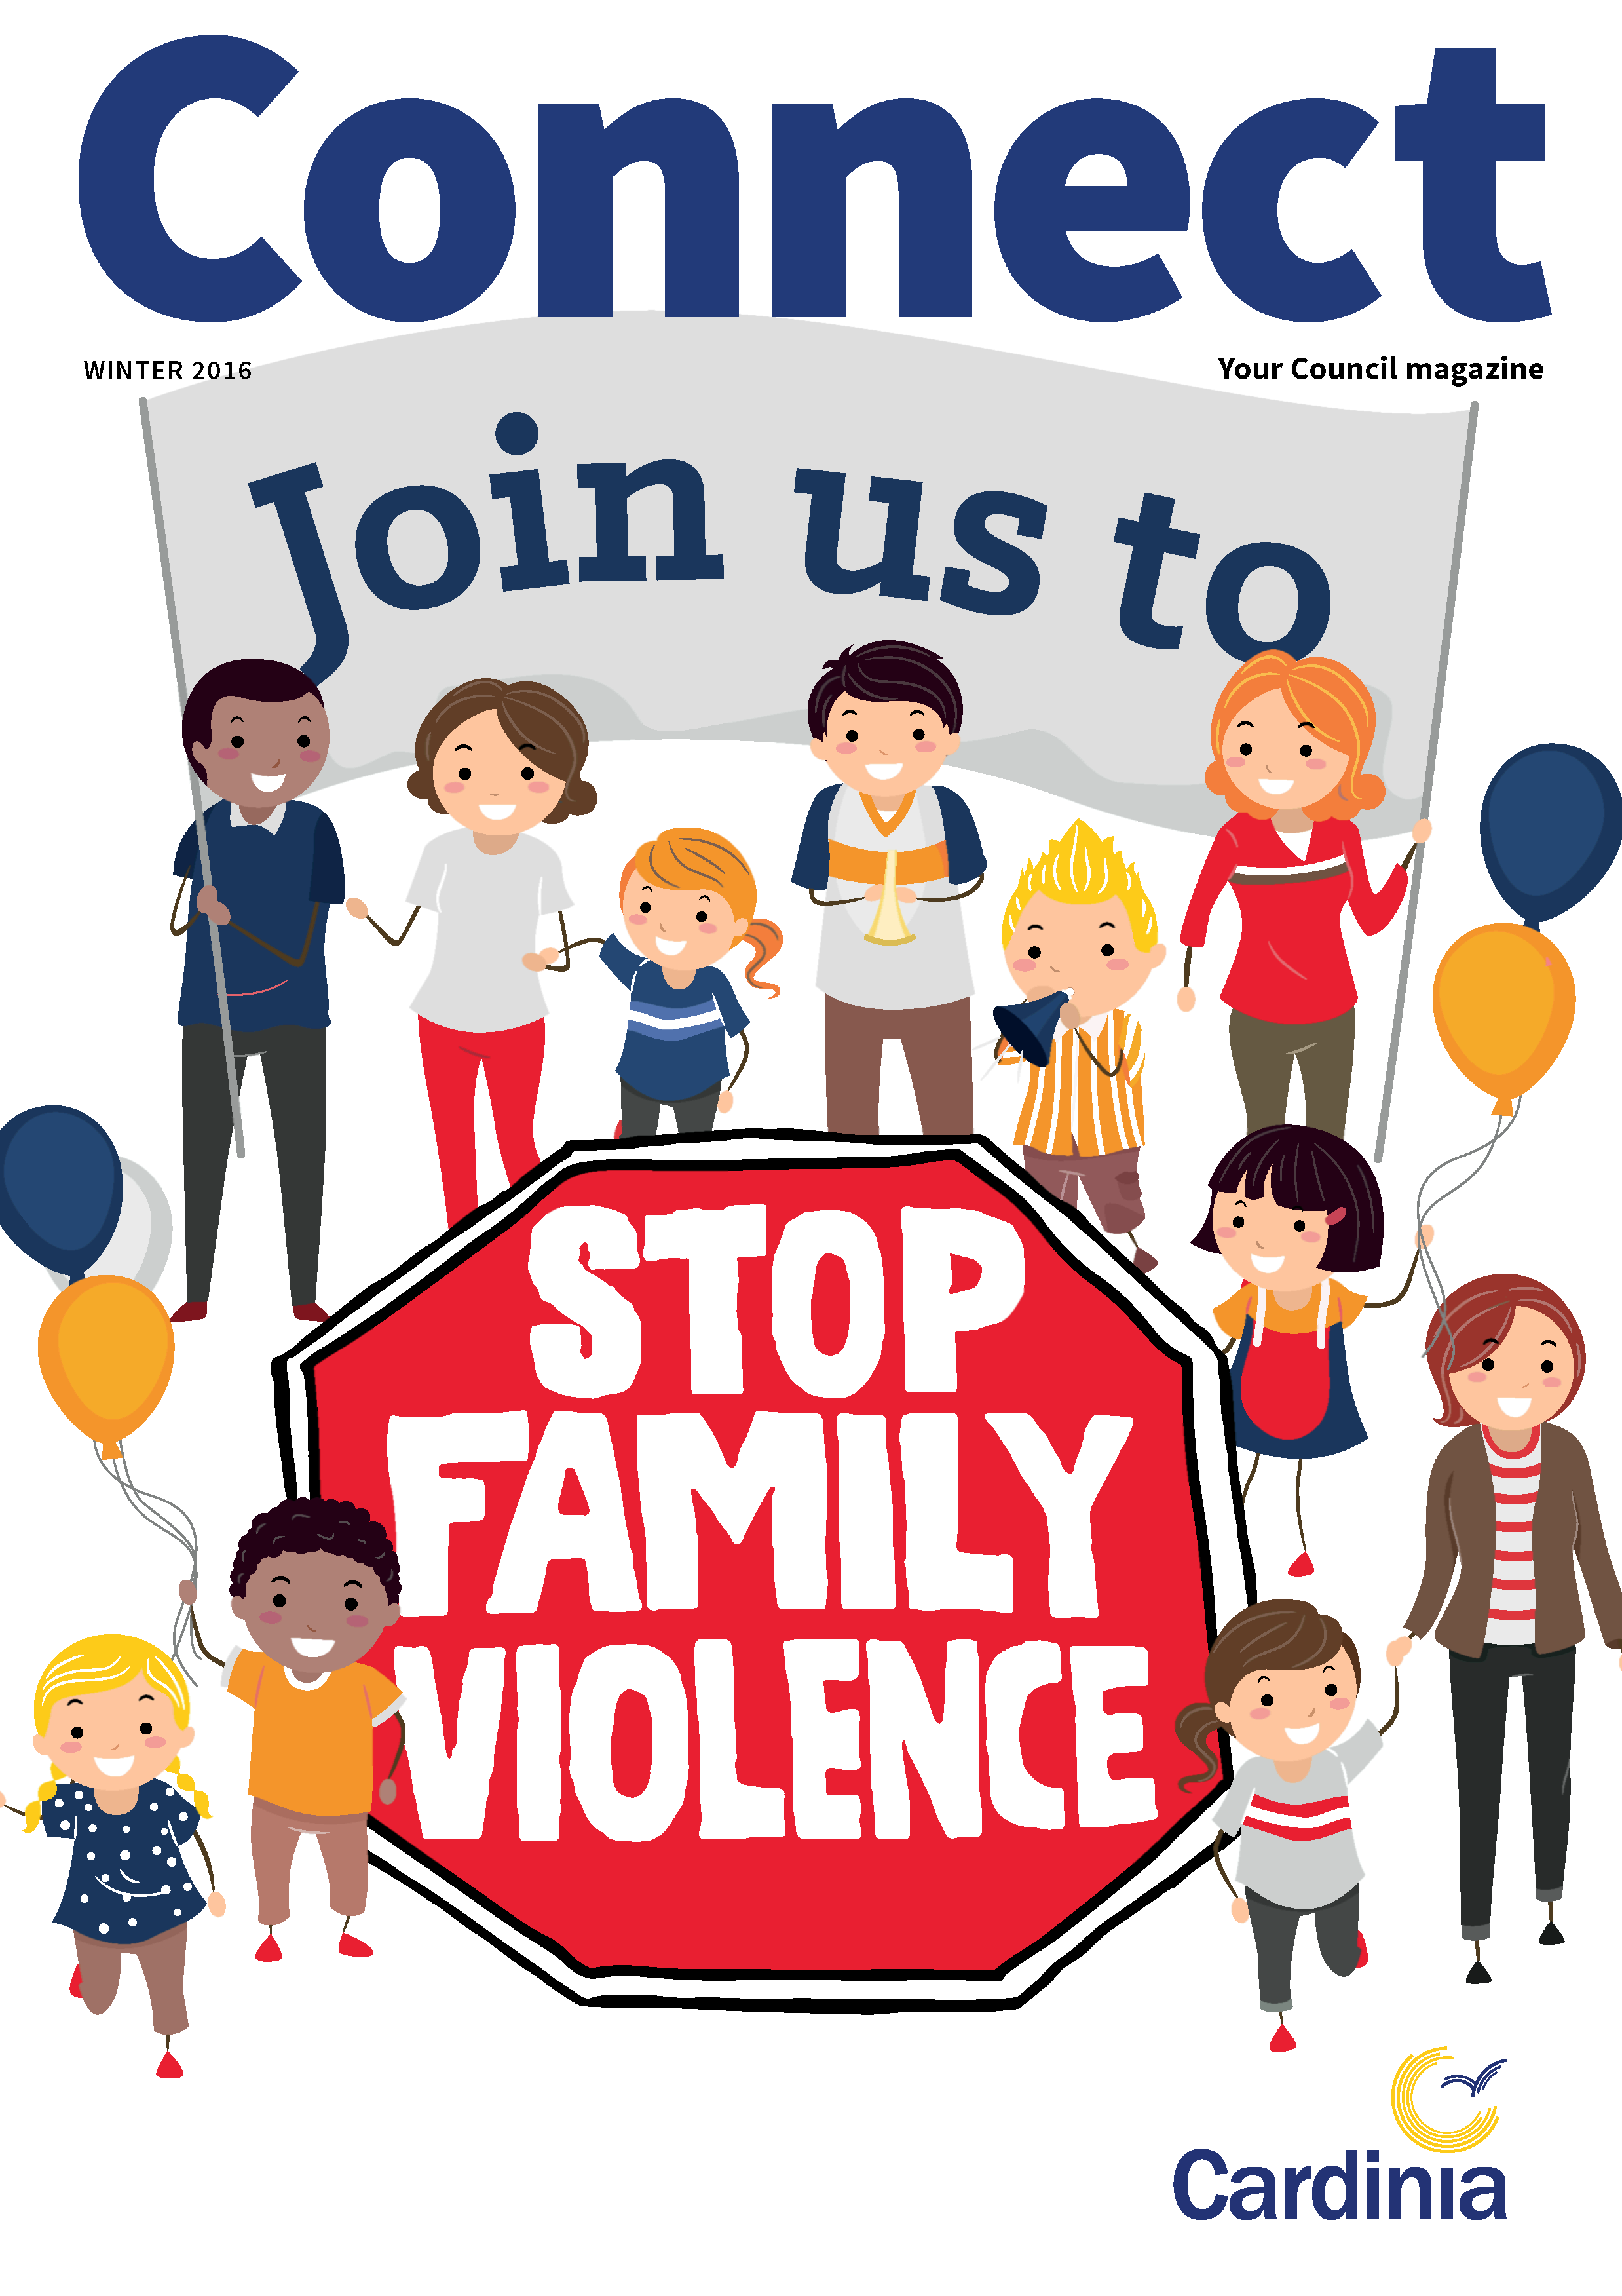 Connect
WINTER 2016
Your Council magazine
Join us to
STOP
FAMILY
VIOLENCE
Cardinia